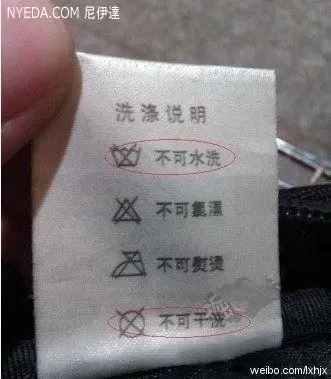 NYEDA.COM 尼伊達
洗涤说明
不可水洗
不可氯漂
不可熨烫
不可干洗
weibo.com/lxhjx